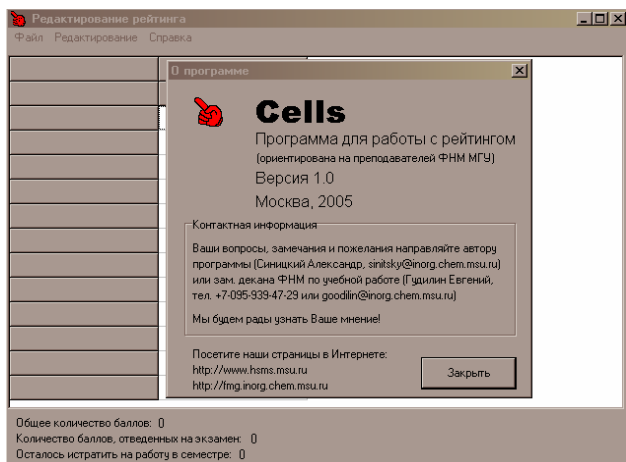 Редактирование рейтинга
Файл Редактирование Справка
О программе
Cells
Программа для работы с рейтингом
(ориентирована на преподавателей ФНМ МГУ)
Версия 1.0
Москва, 2005
Контактная информация
Ваши вопросы, замечания и пожелания направляйте автору
программы (Синицкий Александр, sinitsky@inorg.chem.msu.ru)
или зам. декана ФНМ по учебной работе (Гудилин Евгений,
тел. +7-095-939-47-29 или goodilin@inorg.chem.msu.ru)
Мы будем рады узнать Ваше мнение!
Посетите наши страницы в Интернете:
http://www.hsms.msu.ru
http://fmg.inorg.chem.msu.ru
Закрыть
Общее количество баллов: 0
Количество баллов, отведенных на экзамен: 0
Осталось истратить на работу в семестре: 0